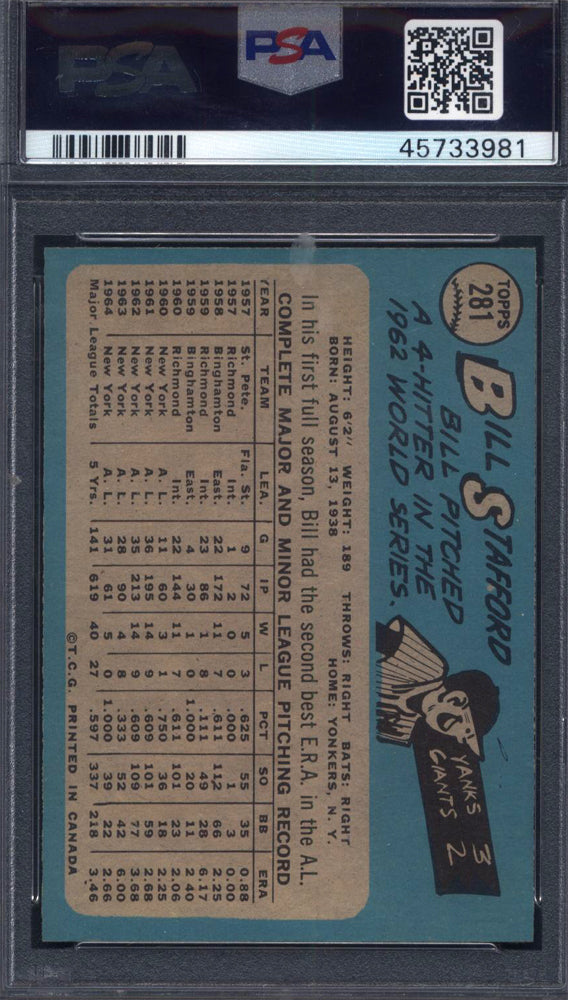 PSA
PSA
45733981
TOPPS
281
BILL STAFFORD
BILL PITCHED
A 4-HITTER IN THE
1962 WORLD SERIES.
YANKS 3
GIANTS 2
HEIGHT: 6'2" WEIGHT: 189 THROWS: RIGHT BATS: RIGHT
BORN: AUGUST 13, 1938 HOME: YONKERS, N. Y.
In his first full season, Bill had the second best E.R.A. in the A.L.
COMPLETE MAJOR AND MINOR LEAGUE PITCHING RECORD
YEAR TEAM LEA. G IP W L PCT SO BB ERA
1957 St. Pete. Fla. St. 9 72 5 3 .625 55 35 0.88
1957 Richmond Int. 1 2 0 0 .000 3 1 0.00
1958 Binghamton East. 22 172 11 7 .611 112 66 2.25
1959 Richmond Int. 23 86 1 8 .111 49 28 6.17
1959 Binghamton East. 4 30 1 0 1.000 20 11 2.40
1960 Richmond Int. 22 144 11 7 .611 101 23 2.06
1960 New York A. L. 11 60 3 1 .750 36 18 2.25
1961 New York A. L. 36 195 14 9 .609 101 59 2.68
1962 New York A. L. 35 213 14 9 .609 109 77 3.68
1963 New York A. L. 28 90 4 8 .333 52 42 6.00
1964 New York A. L. 31 61 5 0 1.000 39 22 2.66
Major League Totals 5 Yrs. 141 619 40 27 .597 337 218 3.46
©T.C.G. PRINTED IN CANADA